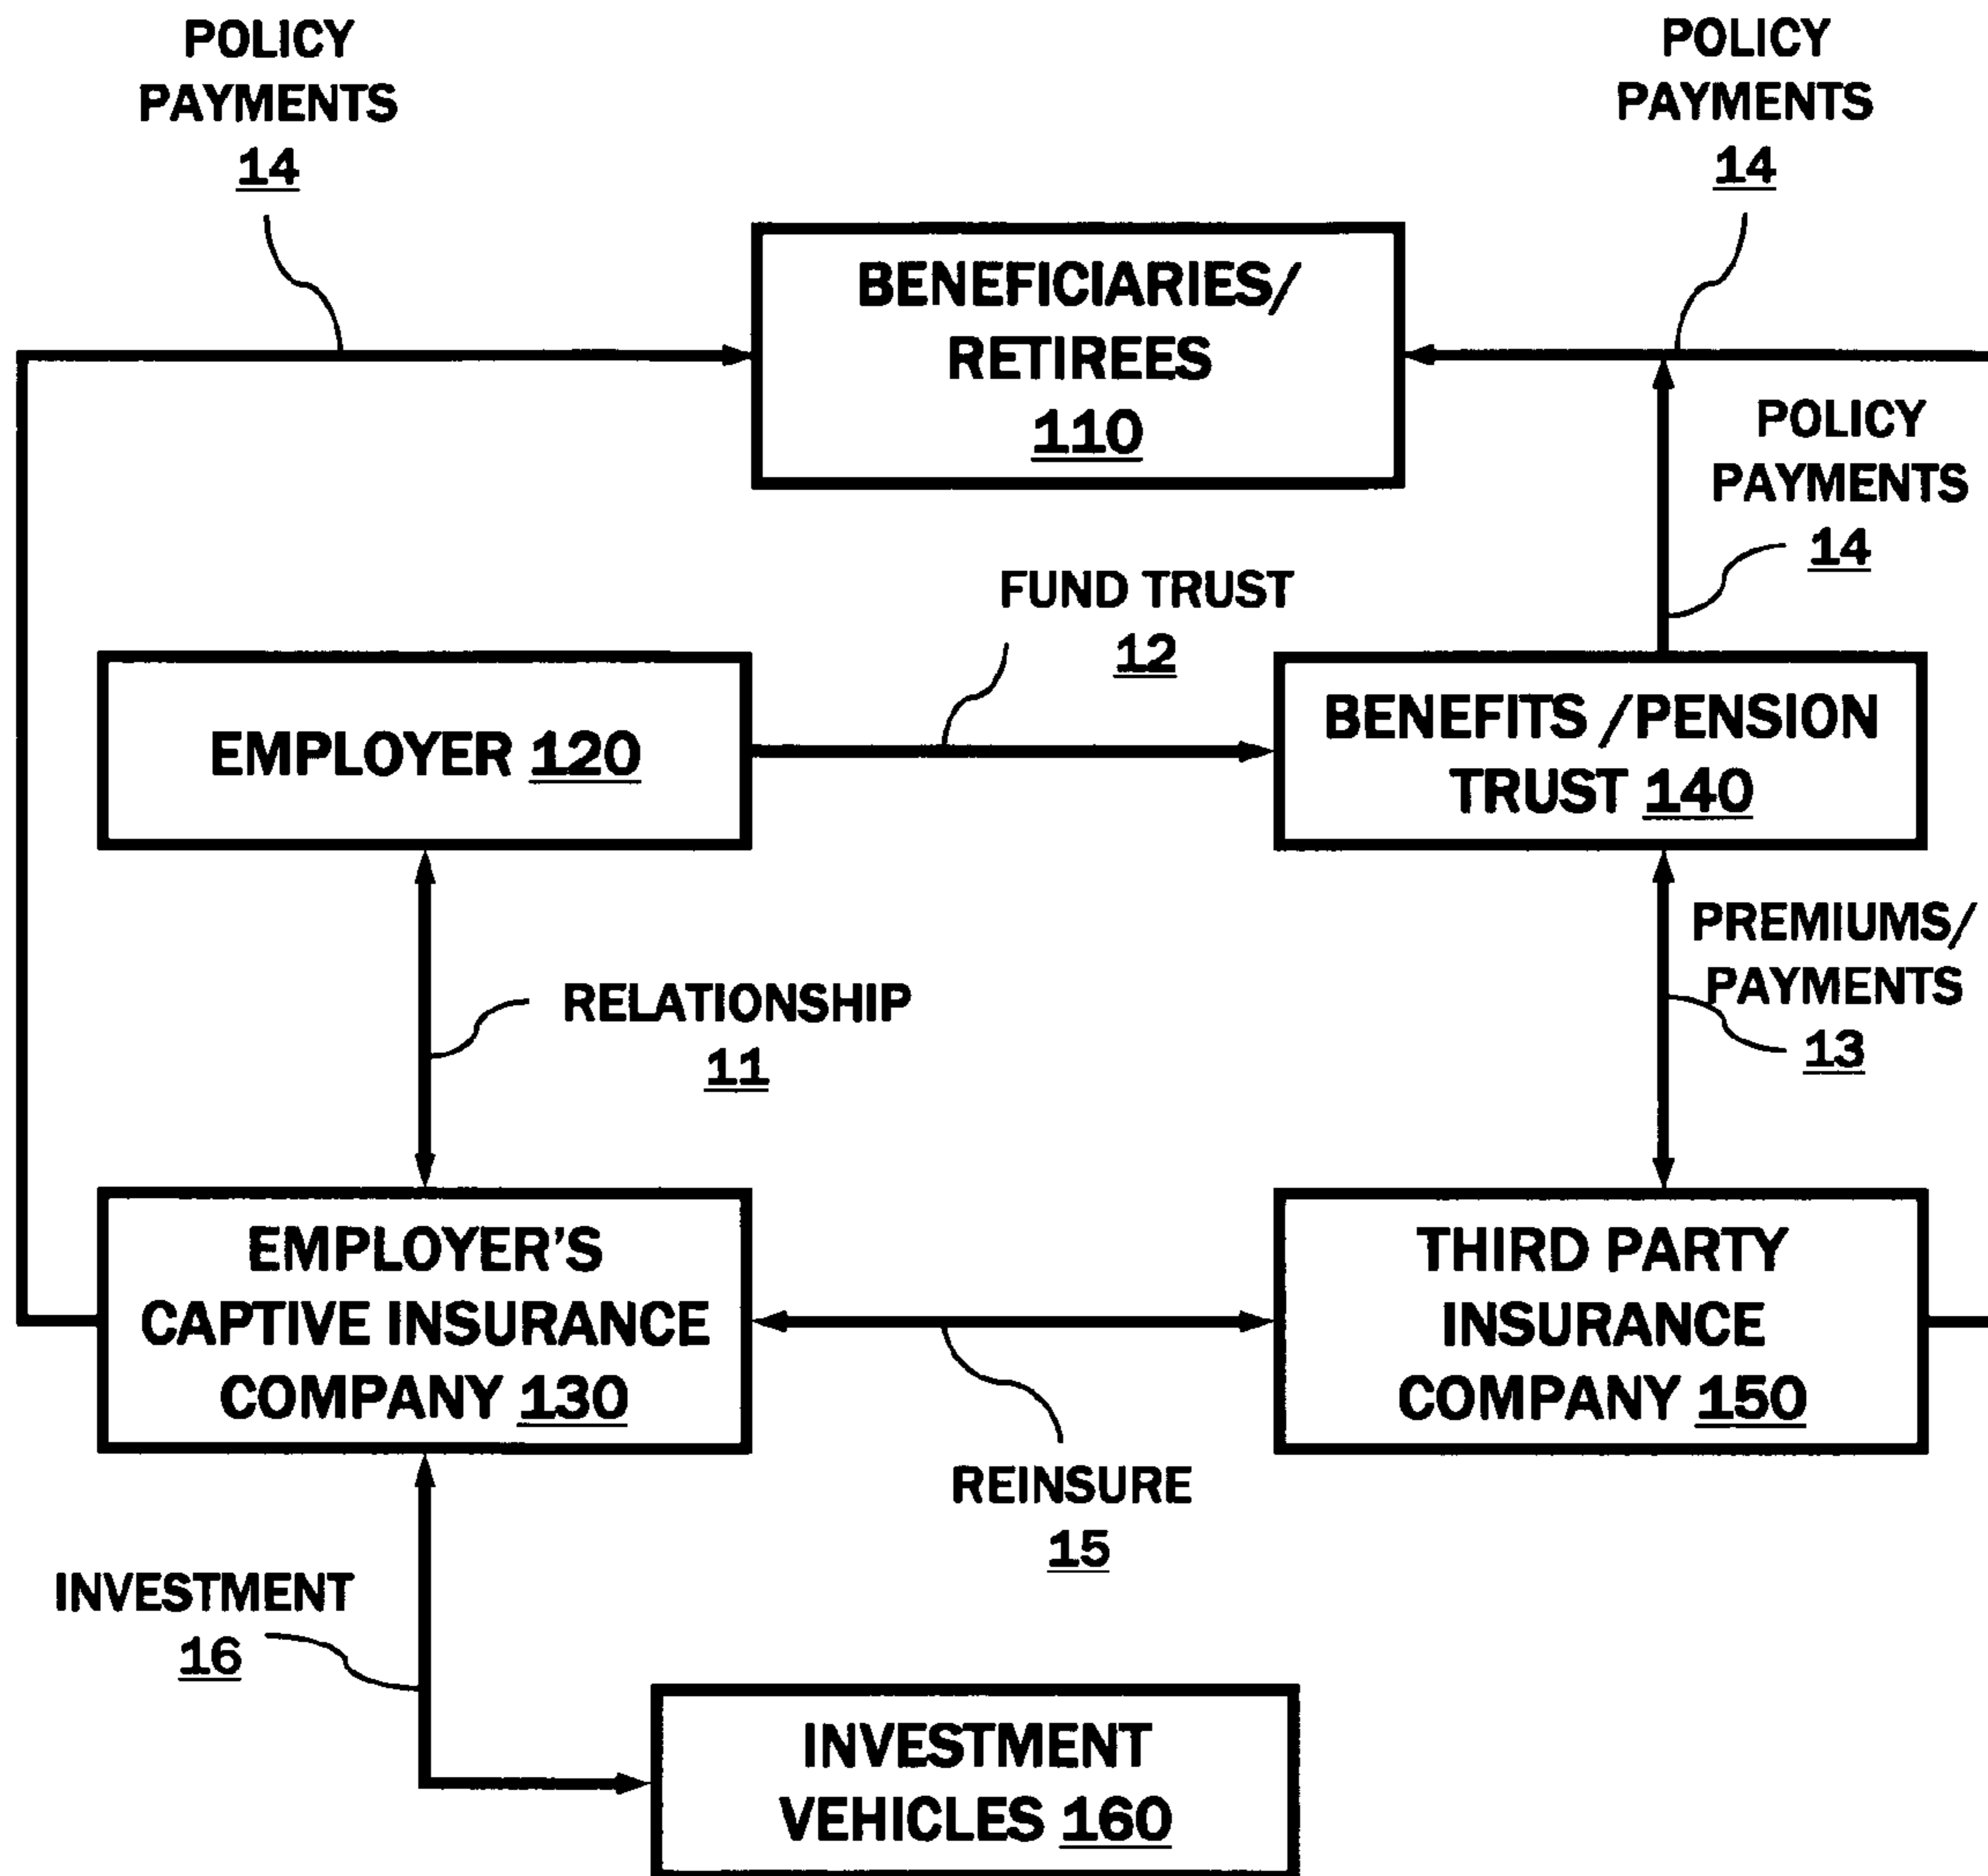 POLICY
PAYMENTS
14
POLICY
PAYMENTS
14
BENEFICIARIES/
RETIREES
110
POLICY
PAYMENTS
14
FUND TRUST
12
EMPLOYER 120
BENEFITS /PENSION
TRUST 140
PREMIUMS/
PAYMENTS
13
RELATIONSHIP
11
EMPLOYER'S
CAPTIVE INSURANCE
COMPANY 130
THIRD PARTY
INSURANCE
COMPANY 150
REINSURE
15
INVESTMENT
16
INVESTMENT
VEHICLES 160